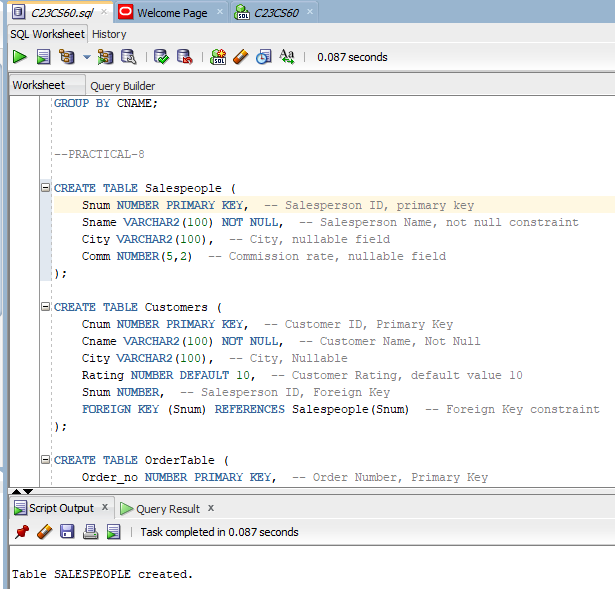 C23CS60.sql × Welcome Page × C23CS60 ×
SQL Worksheet History
0.087 seconds
Worksheet Query Builder
GROUP BY CNAME;
--PRACTICAL-8
CREATE TABLE Salespeople (
Snum NUMBER PRIMARY KEY, -- Salesperson ID, primary key
Sname VARCHAR2(100) NOT NULL, -- Salesperson Name, not null constraint
City VARCHAR2(100), -- City, nullable field
Comm NUMBER(5,2) -- Commission rate, nullable field
);
CREATE TABLE Customers (
Cnum NUMBER PRIMARY KEY, -- Customer ID, Primary Key
Cname VARCHAR2(100) NOT NULL, -- Customer Name, Not Null
City VARCHAR2(100), -- City, Nullable
Rating NUMBER DEFAULT 10, -- Customer Rating, default value 10
Snum NUMBER, -- Salesperson ID, Foreign Key
FOREIGN KEY (Snum) REFERENCES Salespeople(Snum) -- Foreign Key constraint
);
CREATE TABLE OrderTable (
Order_no NUMBER PRIMARY KEY, -- Order Number, Primary Key
Script Output × Query Result ×
Task completed in 0.087 seconds
Table SALESPEOPLE created.